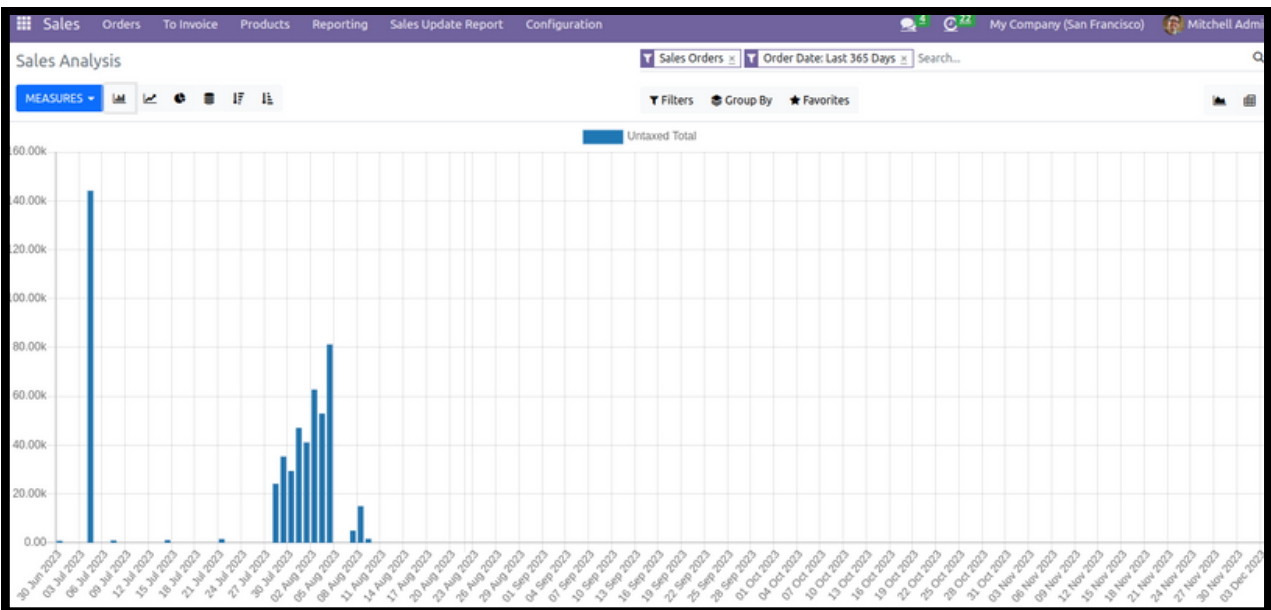 Sales Orders To Invoice Products Reporting Sales Update Report Configuration 4 22 My Company (San Francisco) Mitchell Admi
Sales Analysis
Sales Orders × Order Date: Last 365 Days × Search...
MEASURES Filters Group By Favorites
Untaxed Total
60.00k
40.00k
20.00k
00.00k
80.00k
60.00k
40.00k
20.00k
0.00
30 Jun 2023
03 Jul 2023
06 Jul 2023
09 Jul 2023
12 Jul 2023
15 Jul 2023
18 Jul 2023
21 Jul 2023
24 Jul 2023
27 Jul 2023
30 Jul 2023
02 Aug 2023
05 Aug 2023
08 Aug 2023
11 Aug 2023
14 Aug 2023
17 Aug 2023
20 Aug 2023
23 Aug 2023
26 Aug 2023
29 Aug 2023
01 Sep 2023
04 Sep 2023
07 Sep 2023
10 Sep 2023
13 Sep 2023
16 Sep 2023
19 Sep 2023
22 Sep 2023
25 Sep 2023
28 Sep 2023
01 Oct 2023
04 Oct 2023
07 Oct 2023
10 Oct 2023
13 Oct 2023
16 Oct 2023
19 Oct 2023
22 Oct 2023
25 Oct 2023
28 Oct 2023
31 Oct 2023
03 Nov 2023
06 Nov 2023
09 Nov 2023
12 Nov 2023
15 Nov 2023
18 Nov 2023
21 Nov 2023
24 Nov 2023
27 Nov 2023
30 Nov 2023
03 Dec 2023